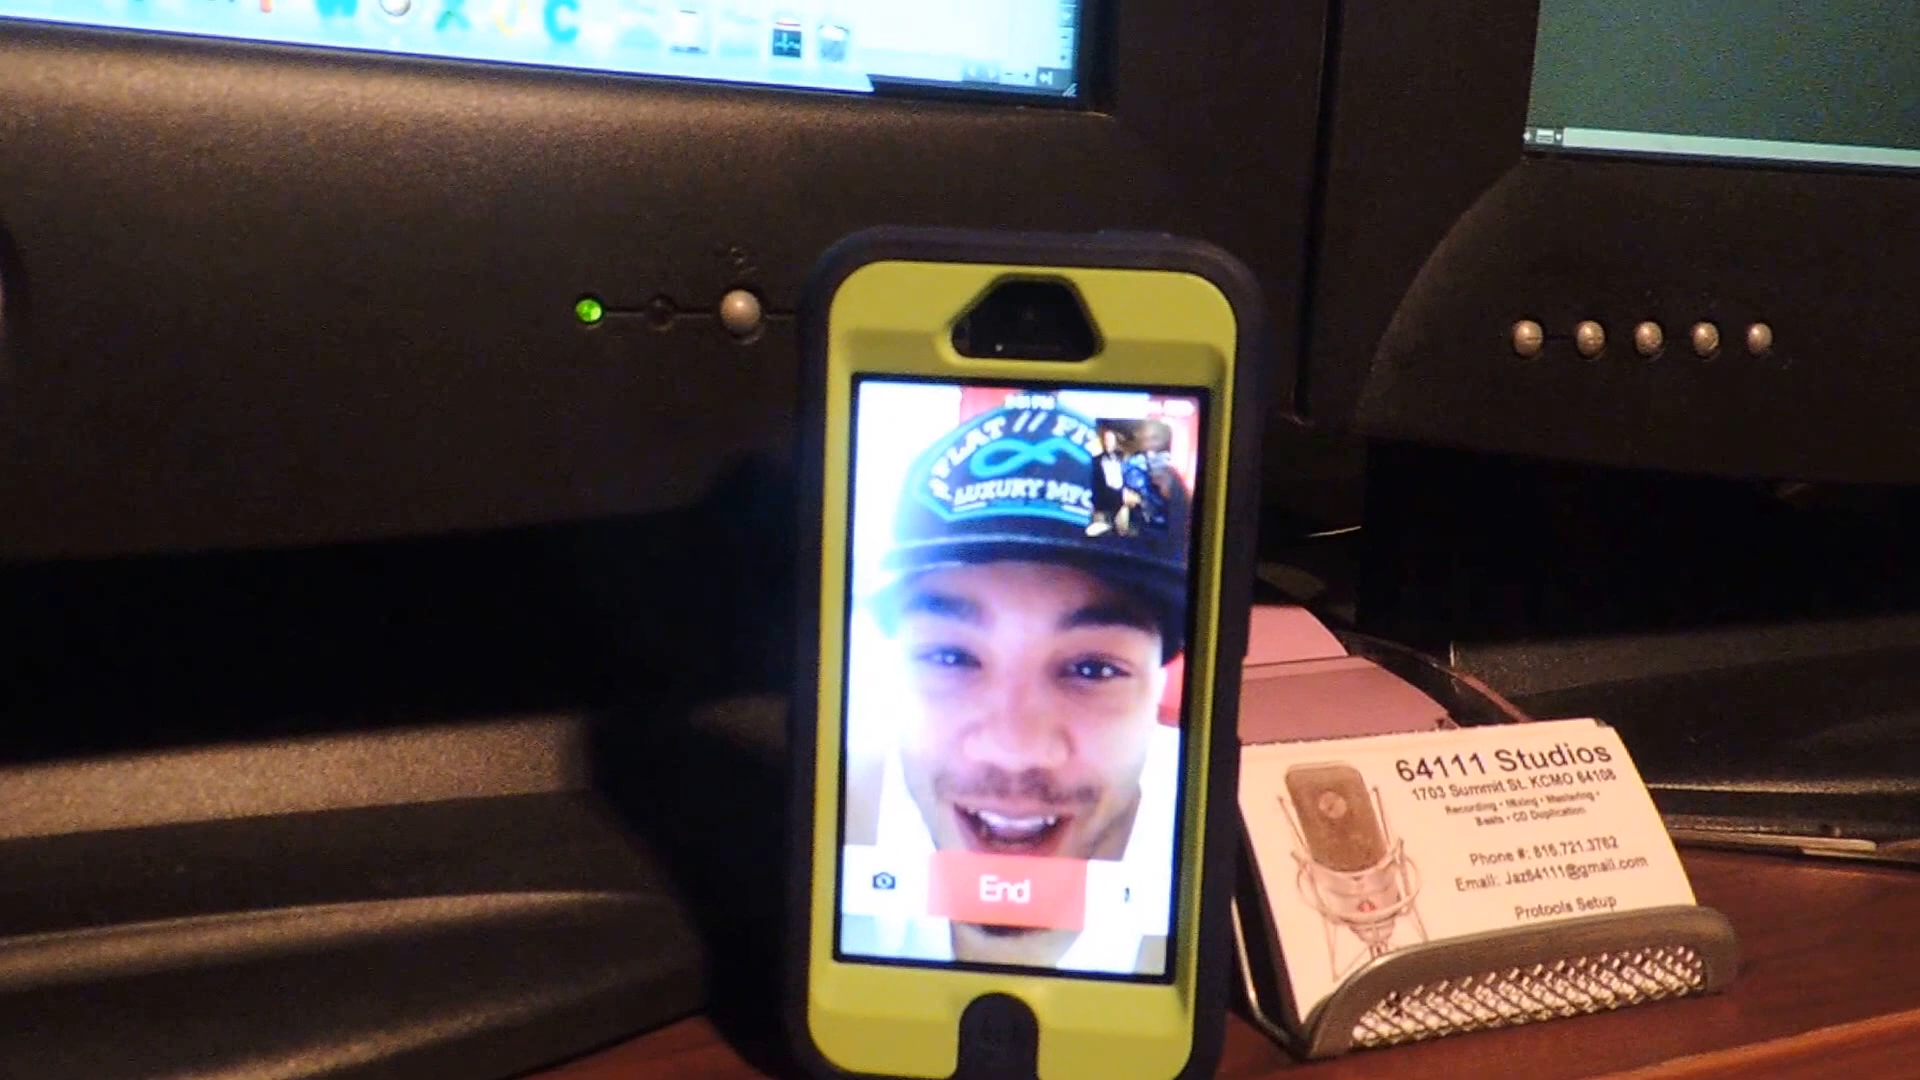 W X C
FLAT // FIT
LUXURY MFG
End
64111 Studios
1703 Summit St. KCMO 64108
Recording • Mixing • Mastering •
Beats • CD Duplication
Phone #: 816.721.3762
Email: Jaz64111@gmail.com
Protools Setup